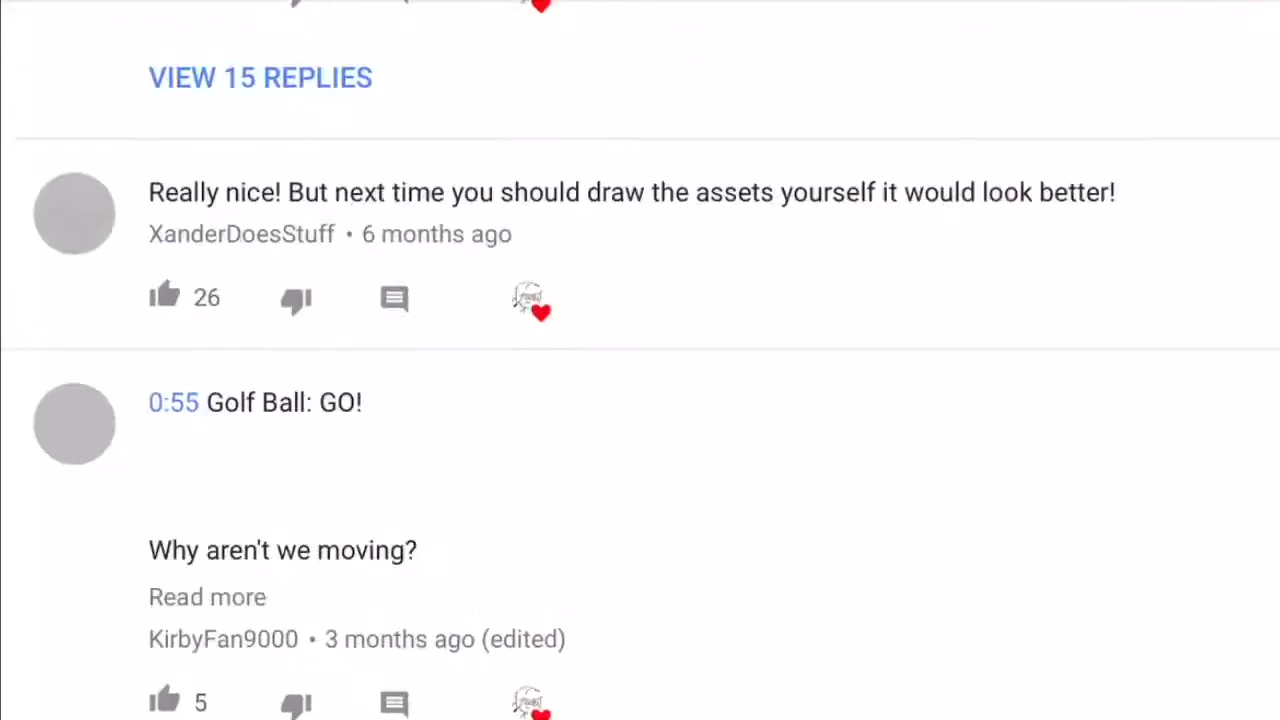 VIEW 15 REPLIES
Really nice! But next time you should draw the assets yourself it would look better!
XanderDoesStuff • 6 months ago
26
0:55 Golf Ball: GO!
Why aren't we moving?
Read more
KirbyFan9000 • 3 months ago (edited)
5